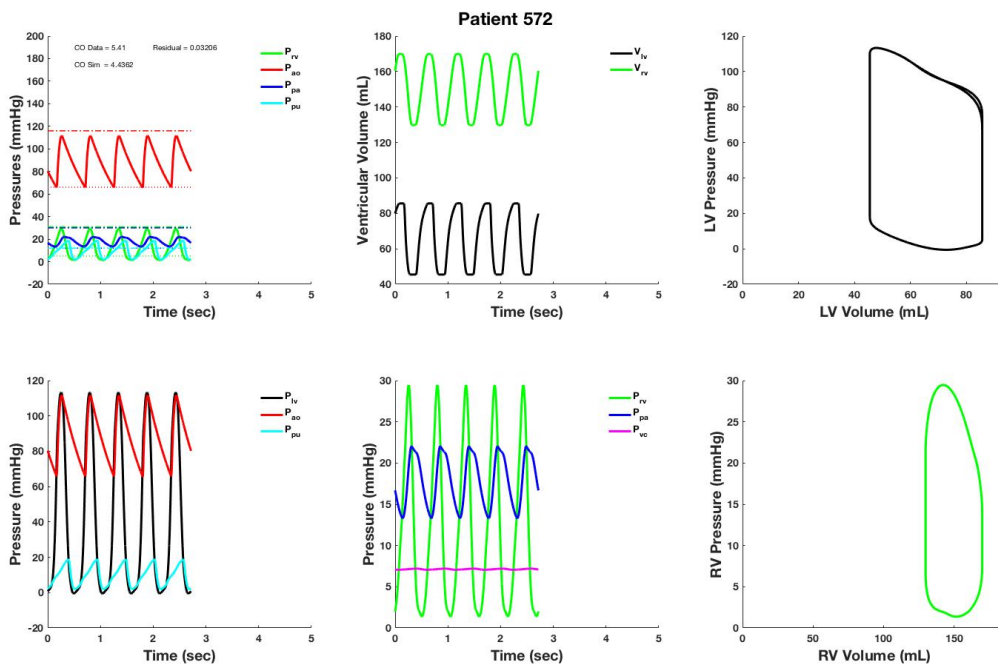 Patient 572
CO Data = 5.41 Residual = 0.03206
CO Sim = 4.4362
P_rv
P_ao
P_pa
P_pu
Pressures (mmHg)
200
180
160
140
120
100
80
60
40
20
0
-20
0 1 2 3 4 5
Time (sec)
V_lv
V_rv
Ventricular Volume (mL)
180
160
140
120
100
80
60
40
0 1 2 3 4 5
Time (sec)
LV Pressure (mmHg)
120
100
80
60
40
20
0
-20
0 20 40 60 80
LV Volume (mL)
P_lv
P_ao
P_pu
Pressure (mmHg)
120
100
80
60
40
20
0
-20
0 1 2 3 4 5
Time (sec)
P_rv
P_pa
P_vc
Pressure (mmHg)
30
25
20
15
10
5
0
0 1 2 3 4 5
Time (sec)
RV Pressure (mmHg)
30
25
20
15
10
5
0
0 50 100 150
RV Volume (mL)